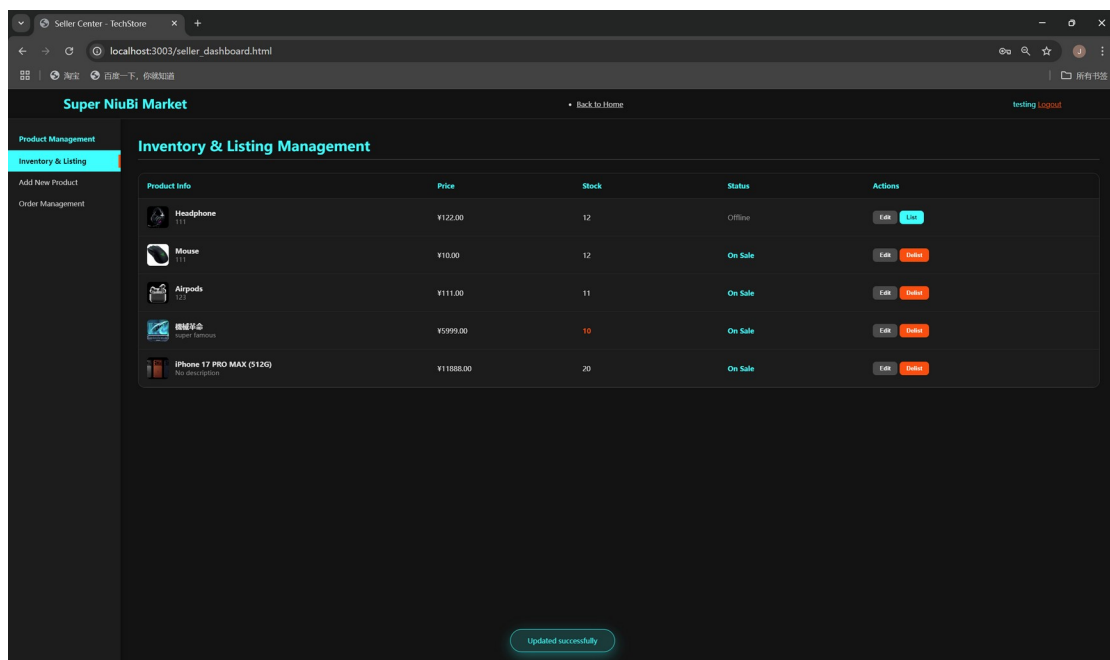 Seller Center - TechStore
localhost:3003/seller_dashboard.html
J
淘宝 百度一下，你就知道 所有书签
Super NiuBi Market • Back to Home testing Logout
Product Management
Inventory & Listing
Add New Product
Order Management
Inventory & Listing Management
Product Info Price Stock Status Actions
Headphone
111
¥122.00 12 Offline Edit List
Mouse
111
¥10.00 12 On Sale Edit Delist
Airpods
123
¥111.00 11 On Sale Edit Delist
機械革命
super famous
¥5999.00 10 On Sale Edit Delist
iPhone 17 PRO MAX (512G)
No description
¥11888.00 20 On Sale Edit Delist
Updated successfully